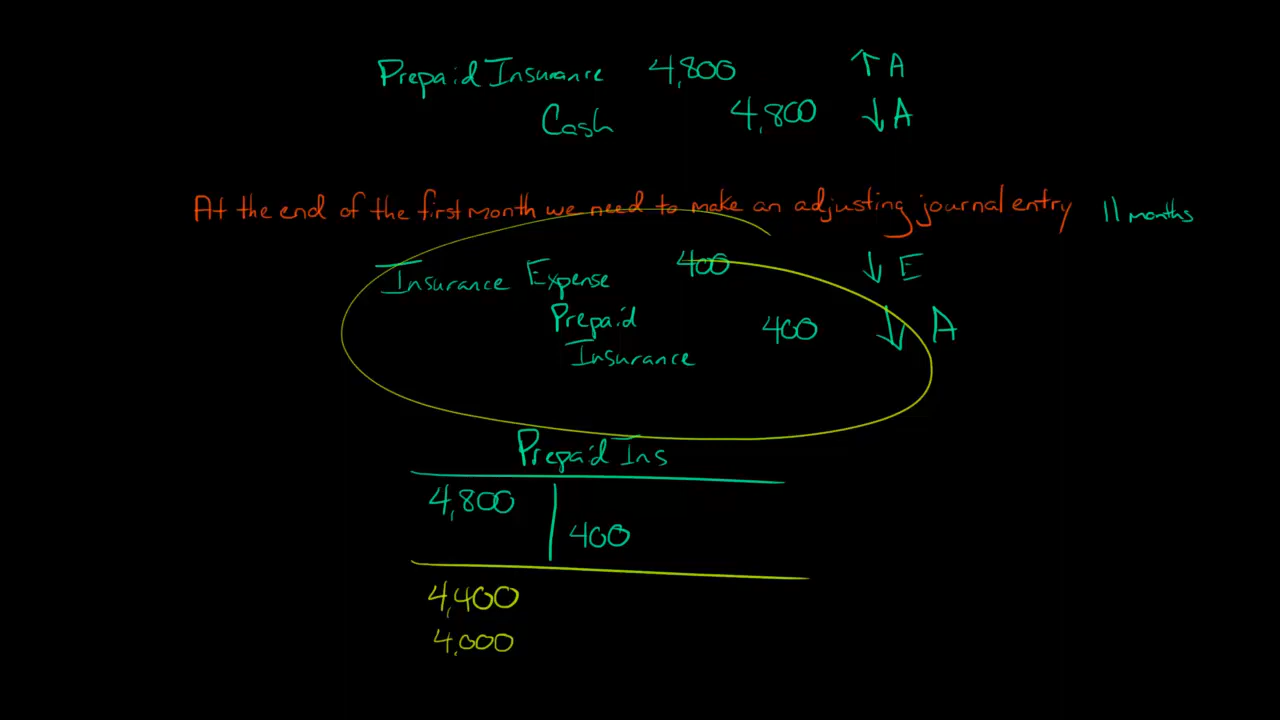 Prepaid Insurance 4,800 ↑ A
Cash 4,800 ↓ A
At the end of the first month we need to make an adjusting journal entry 11 months
Insurance Expense 400 ↓ E
Prepaid 400 ↓ A
Insurance
Prepaid Ins
4,800
400
4,400
4,000